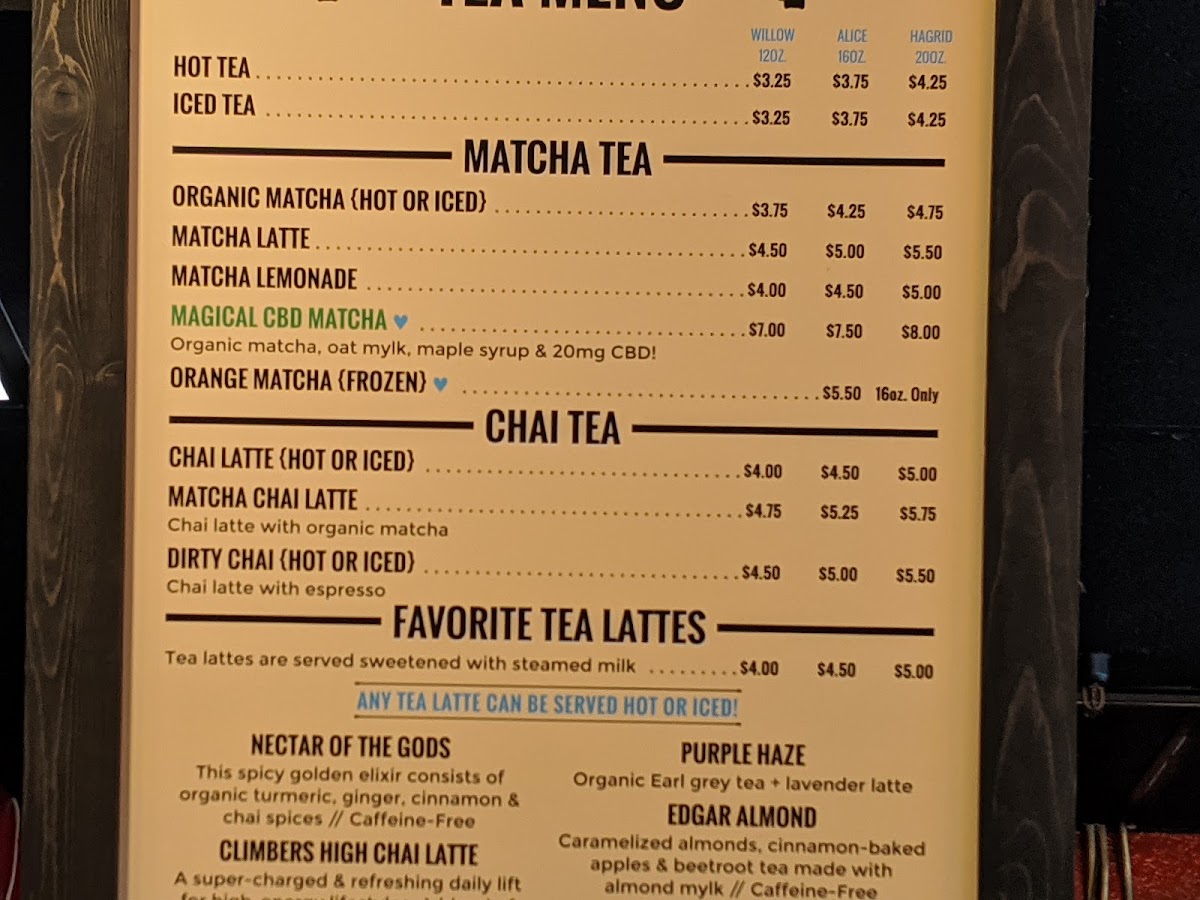 TEA MENU
WILLOW ALICE HAGRID
12OZ. 16OZ. 20OZ.
HOT TEA $3.25 $3.75 $4.25
ICED TEA $3.25 $3.75 $4.25
MATCHA TEA
ORGANIC MATCHA {HOT OR ICED} $3.75 $4.25 $4.75
MATCHA LATTE $4.50 $5.00 $5.50
MATCHA LEMONADE $4.00 $4.50 $5.00
MAGICAL CBD MATCHA ♥ $7.00 $7.50 $8.00
Organic matcha, oat mylk, maple syrup & 20mg CBD!
ORANGE MATCHA {FROZEN} ♥ $5.50 16oz. Only
CHAI TEA
CHAI LATTE {HOT OR ICED} $4.00 $4.50 $5.00
MATCHA CHAI LATTE $4.75 $5.25 $5.75
Chai latte with organic matcha
DIRTY CHAI {HOT OR ICED} $4.50 $5.00 $5.50
Chai latte with espresso
FAVORITE TEA LATTES
Tea lattes are served sweetened with steamed milk $4.00 $4.50 $5.00
ANY TEA LATTE CAN BE SERVED HOT OR ICED!
NECTAR OF THE GODS
This spicy golden elixir consists of
organic turmeric, ginger, cinnamon &
chai spices // Caffeine-Free
CLIMBERS HIGH CHAI LATTE
A super-charged & refreshing daily lift
PURPLE HAZE
Organic Earl grey tea + lavender latte
EDGAR ALMOND
Caramelized almonds, cinnamon-baked
apples & beetroot tea made with
almond mylk // Caffeine-Free